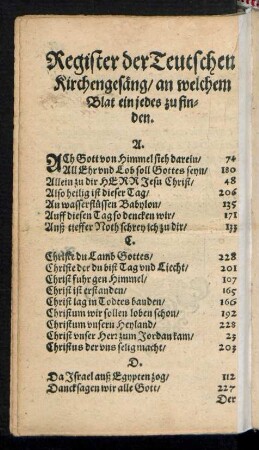 Register der Teutschen
Kirchengesäng/ an welchem
Blat ein jedes zu fin-
den.
A.
ACh Gott von Himmel sieh darein/ 74
All Ehr vnd Lob soll Gottes seyn/ 180
Allein zu dir HERR Jesu Christ/ 48
Also heilig ist dieser Tag/ 206
An wasserflüssen Babylon/ 135
Auff diesen Tag so dencken wir/ 171
Auß tieffer Noth schrey ich zu dir/ 133
C.
Christe du Lamb Gottes/ 228
Christe der du bist Tag vnd Liecht/ 201
Christ fuhr gen Himmel/ 107
Christ ist erstanden/ 165
Christ lag in Todtes banden/ 166
Christum wir sollen loben schon/ 192
Christum vnsern Heyland/ 228
Christ vnser Herr zum Jordan kam/ 23
Christus der vns selig macht/ 203
D.
Da Israel auß Egypten zog/ 112
Dancksagen wir alle Gott/ 227
Der